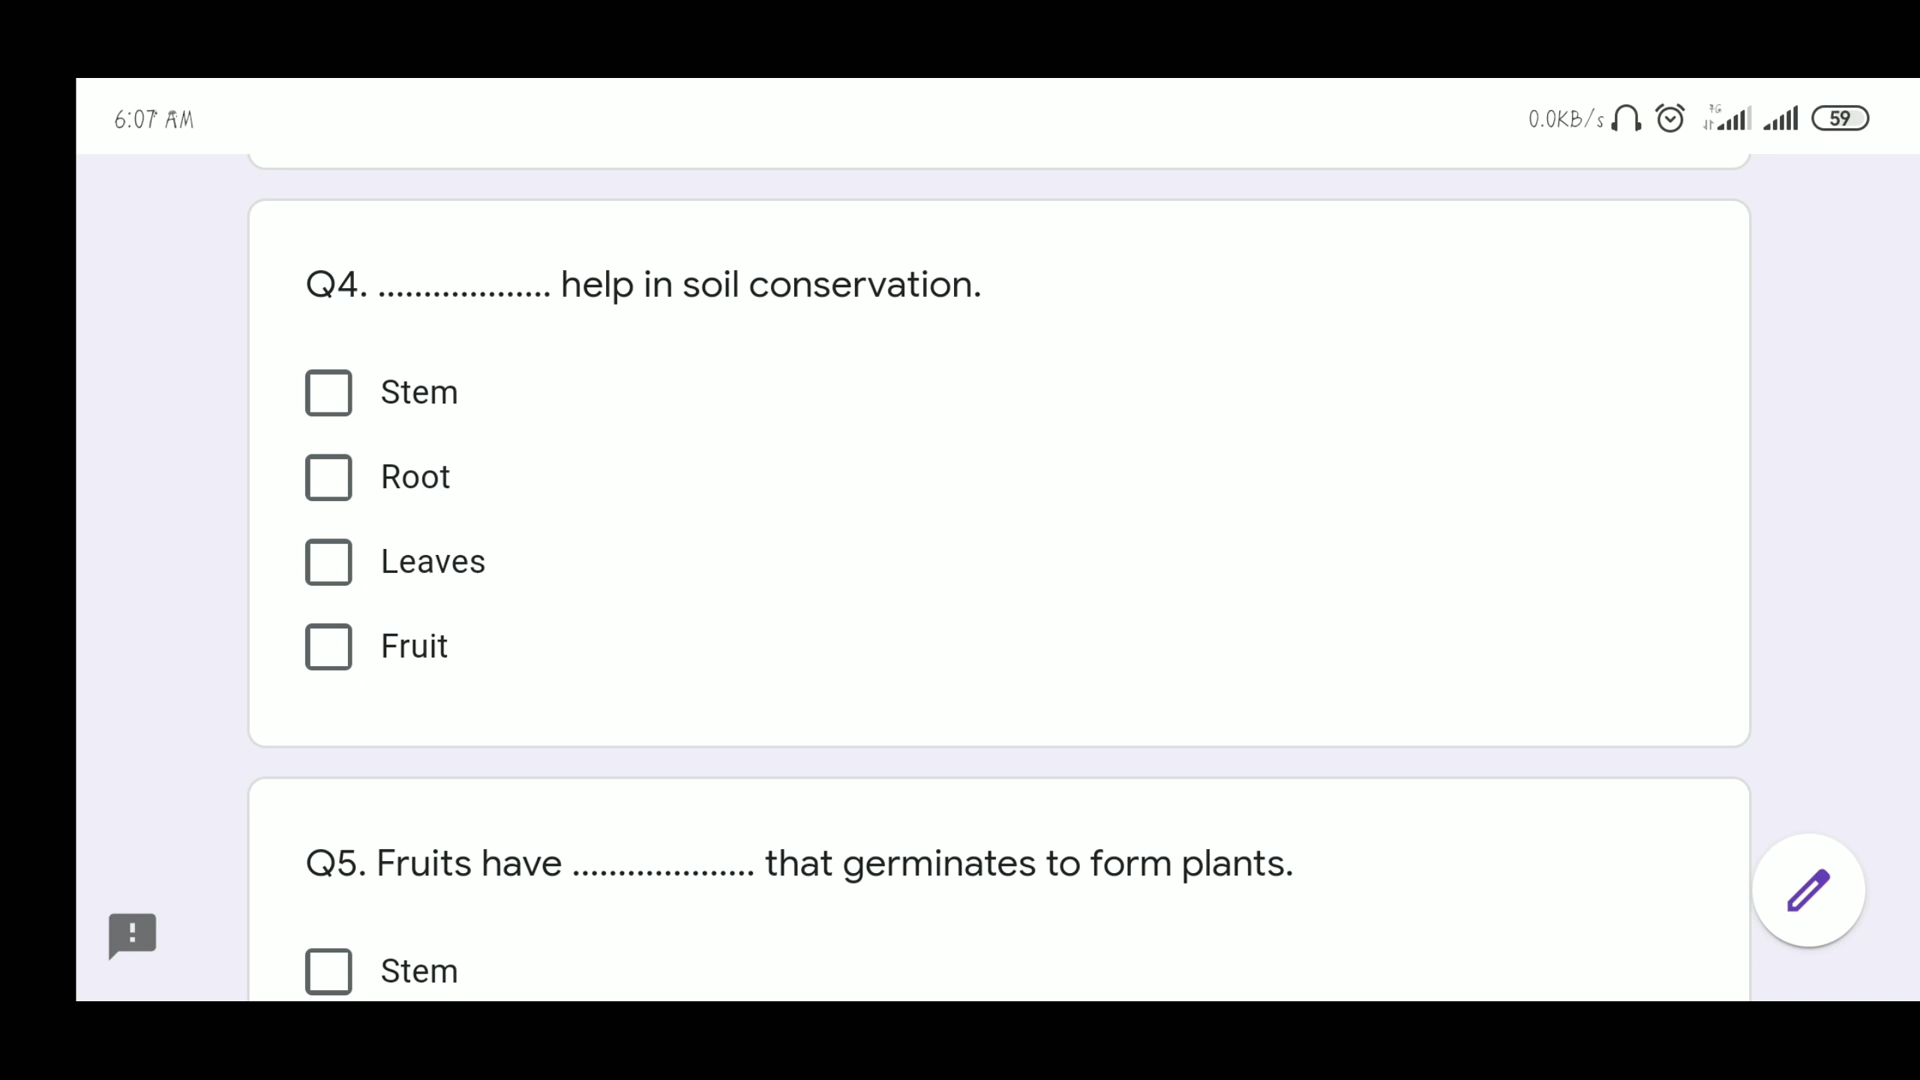 6:07 AM
0.0KB/s 59
Q4. ................... help in soil conservation.
Stem
Root
Leaves
Fruit
Q5. Fruits have .................... that germinates to form plants.
Stem